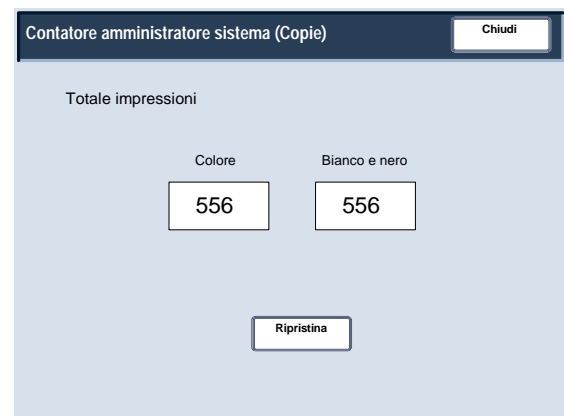 Contatore amministratore sistema (Copie) Chiudi
Totale impressioni
Colore Bianco e nero
556 556
Ripristina